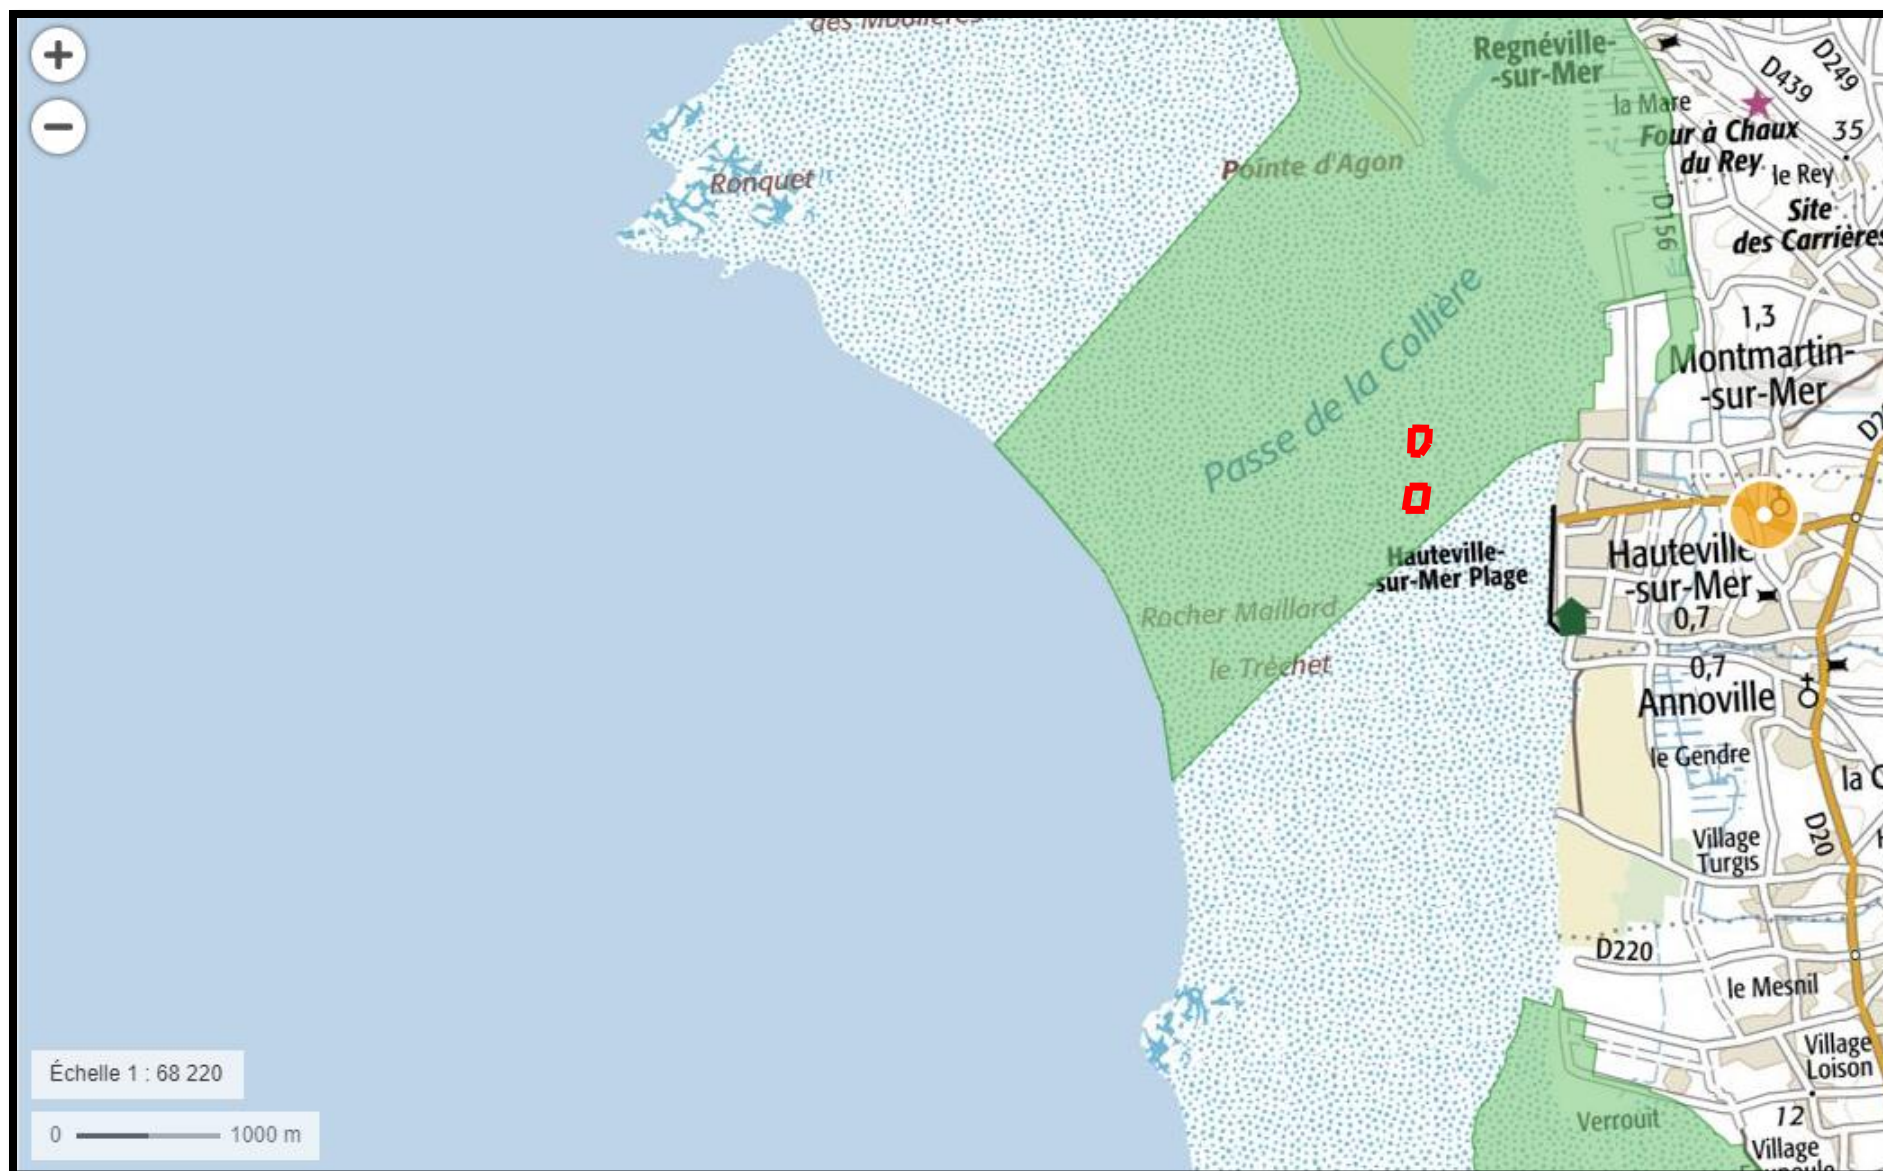 Regnéville-
-sur-Mer
D249
D439
la Mare
35
Four à Chaux
du Rey
le Rey
Pointe d'Agon
Ronquet
Site
des Carrières
D156
Passe de la Collière
1,3
Montmartin-
-sur-Mer
Hauteville-
sur-Mer Plage
Hauteville
-sur-Mer
0,7
Rocher Maillard
le Tréchet
0,7
Annoville
le Gendre
Village
Turgis
D20
D220
le Mesnil
Village
Loison
Échelle 1 : 68 220
Verrouit
12
Village
0 1000 m